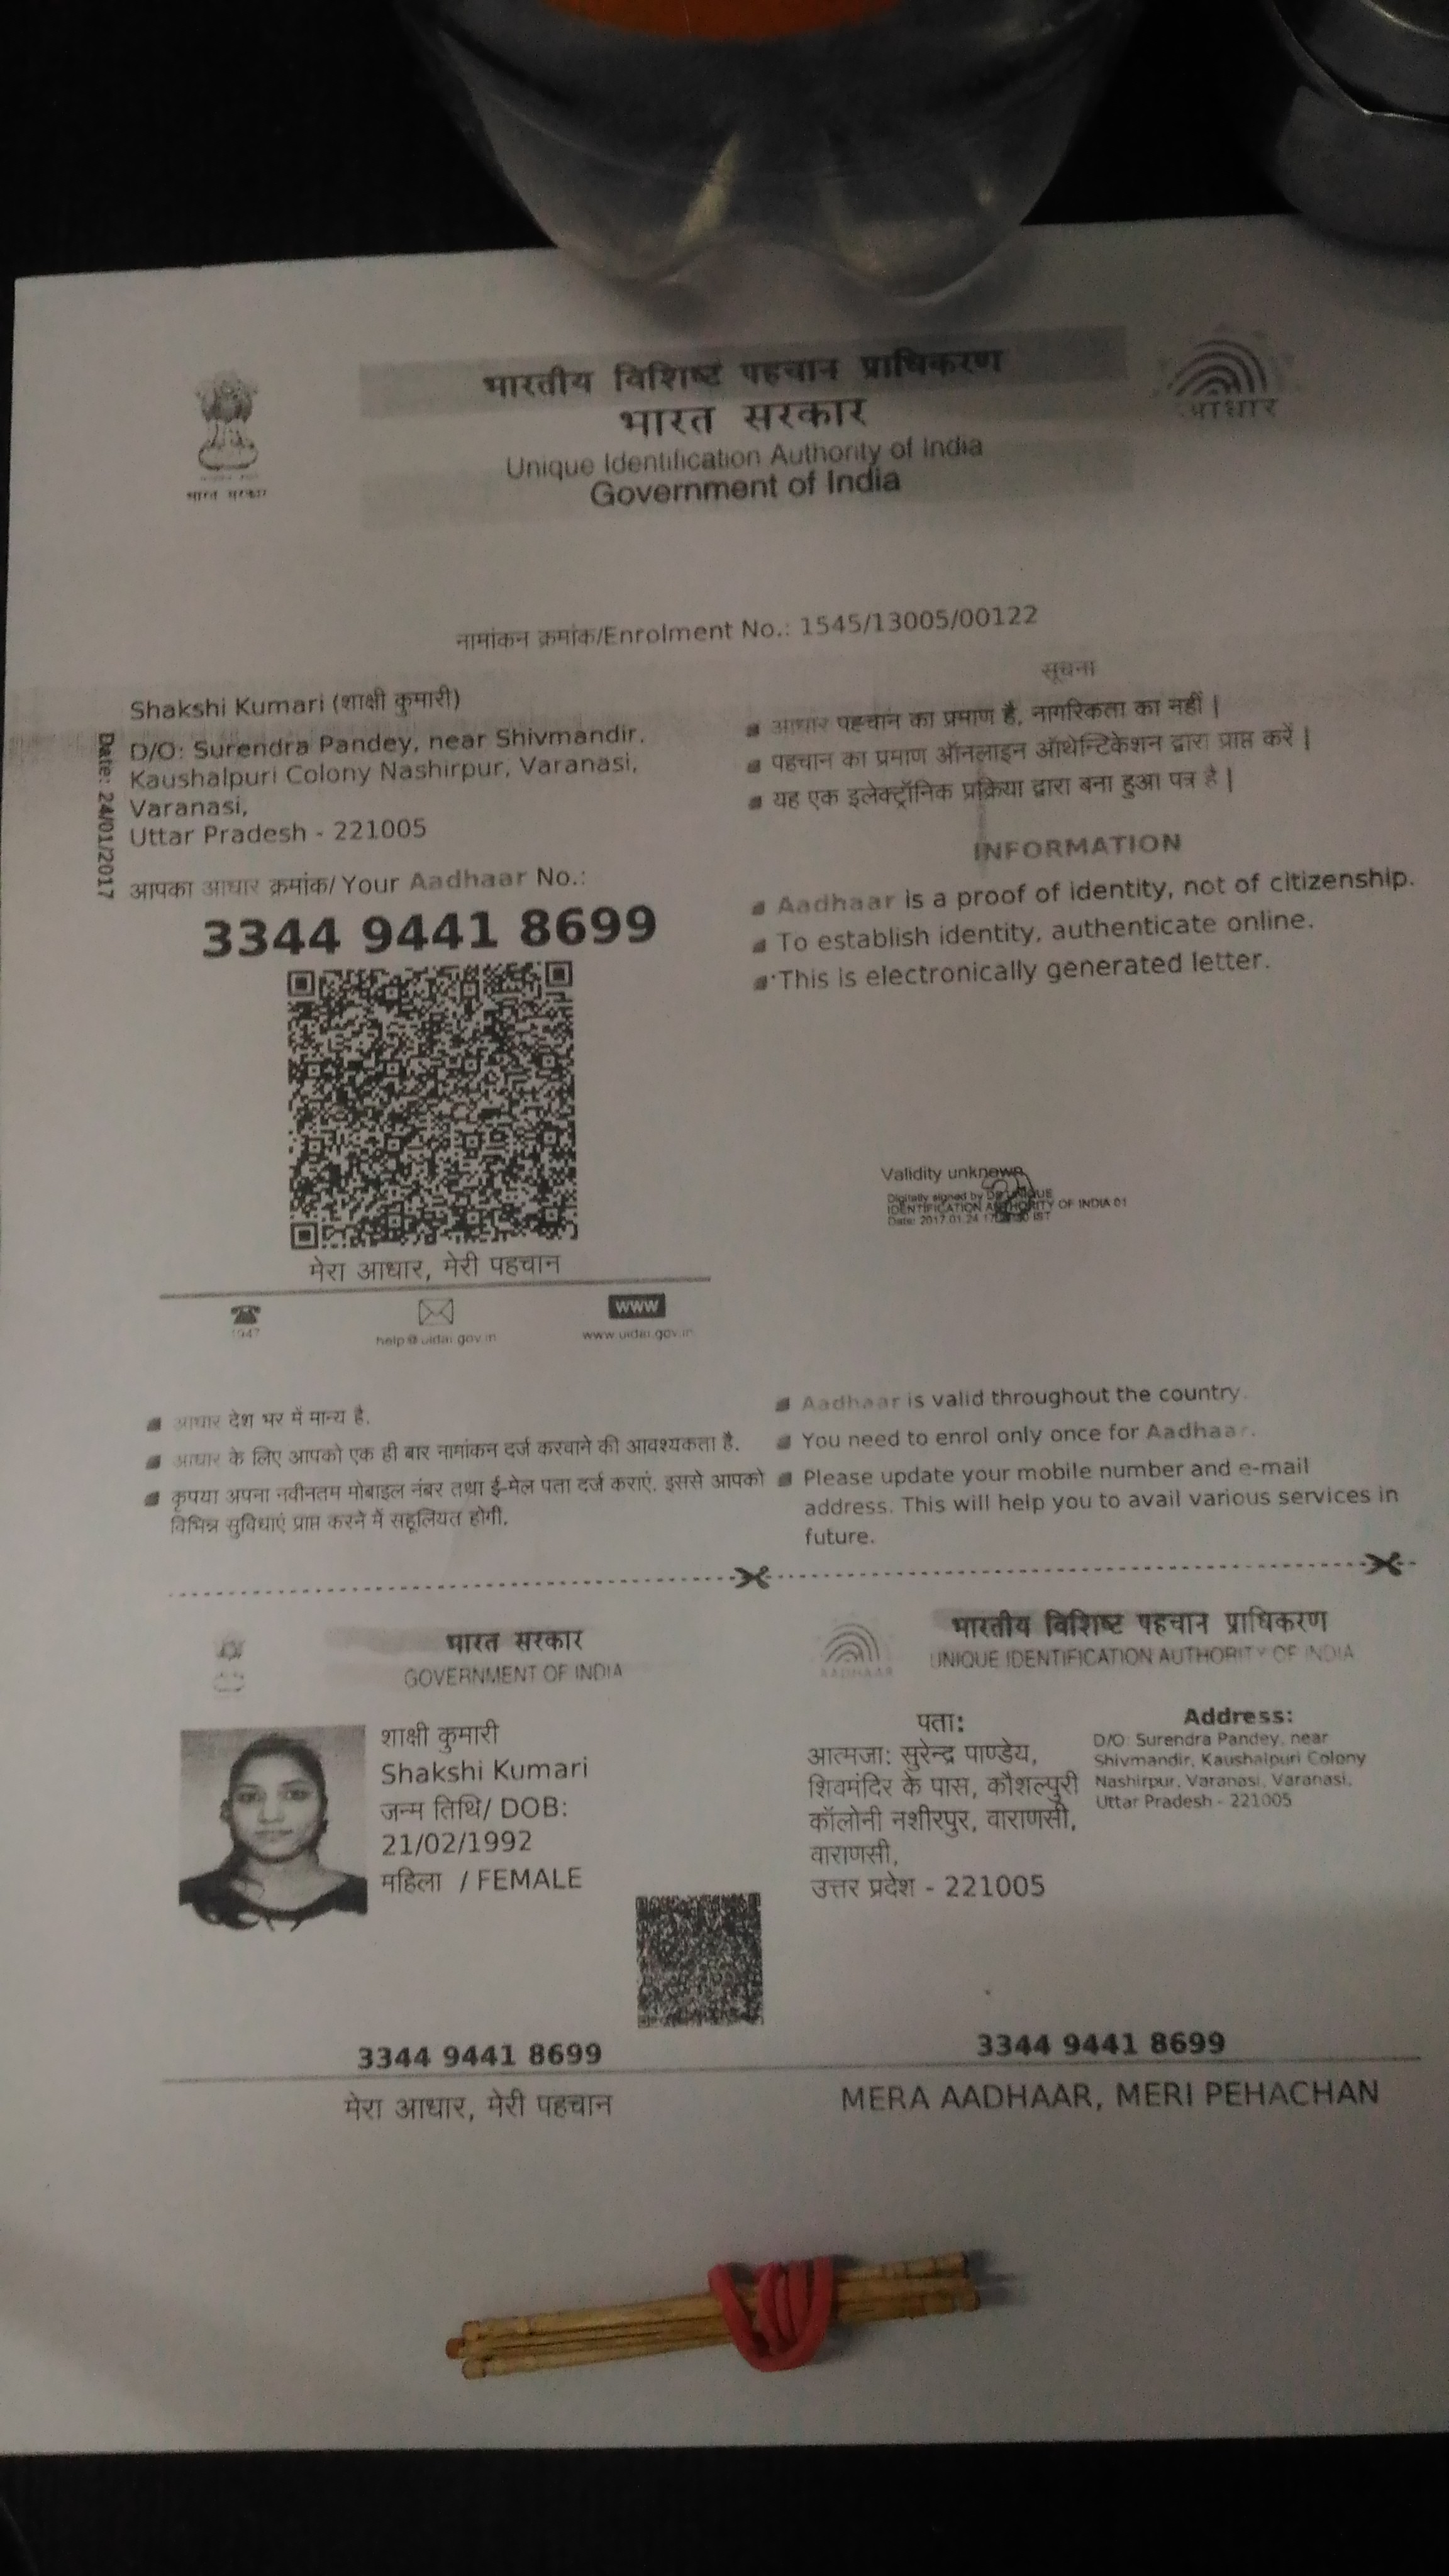 भारतीय विशिष्ट पहचान प्राधिकरण
भारत सरकार
Unique Identification Authority of India
Government of India
भारत सरकार
आधार
नामांकन क्रमांक/Enrolment No.: 1545/13005/00122
Shakshi Kumari (शाक्षी कुमारी)
D/O: Surendra Pandey, near Shivmandir,
Kaushalpuri Colony Nashirpur, Varanasi,
Varanasi,
Uttar Pradesh - 221005
Date: 24/01/2017
आपका आधार क्रमांक/ Your Aadhaar No.:
3344 9441 8699
मेरा आधार, मेरी पहचान
1947
help@uidai.gov.in
www
www.uidai.gov.in
सूचना
आधार पहचान का प्रमाण है, नागरिकता का नहीं |
पहचान का प्रमाण ऑनलाइन ऑथेन्टिकेशन द्वारा प्राप्त करें |
यह एक इलेक्ट्रॉनिक प्रक्रिया द्वारा बना हुआ पत्र है |
INFORMATION
Aadhaar is a proof of identity, not of citizenship.
To establish identity, authenticate online.
This is electronically generated letter.
Validity unknown
Digitally signed by DS UNIQUE
IDENTIFICATION AUTHORITY OF INDIA 01
Date: 2017.01.24 IST
आधार देश भर में मान्य है.
आधार के लिए आपको एक ही बार नामांकन दर्ज करवाने की आवश्यकता है.
कृपया अपना नवीनतम मोबाइल नंबर तथा ई-मेल पता दर्ज कराएं. इससे आपको
विभिन्न सुविधाएं प्राप्त करने में सहूलियत होगी.
Aadhaar is valid throughout the country.
You need to enrol only once for Aadhaar.
Please update your mobile number and e-mail
address. This will help you to avail various services in
future.
भारत सरकार
GOVERNMENT OF INDIA
शाक्षी कुमारी
Shakshi Kumari
जन्म तिथि/ DOB:
21/02/1992
महिला / FEMALE
3344 9441 8699
मेरा आधार, मेरी पहचान
AADHAAR
भारतीय विशिष्ट पहचान प्राधिकरण
UNIQUE IDENTIFICATION AUTHORITY OF INDIA
पता:
आत्मजा: सुरेन्द्र पाण्डेय,
शिवमंदिर के पास, कौशल्पुरी
कॉलोनी नशीरपुर, वाराणसी,
वाराणसी,
उत्तर प्रदेश - 221005
Address:
D/O: Surendra Pandey, near
Shivmandir, Kaushalpuri Colony
Nashirpur, Varanasi, Varanasi,
Uttar Pradesh - 221005
3344 9441 8699
MERA AADHAAR, MERI PEHACHAN